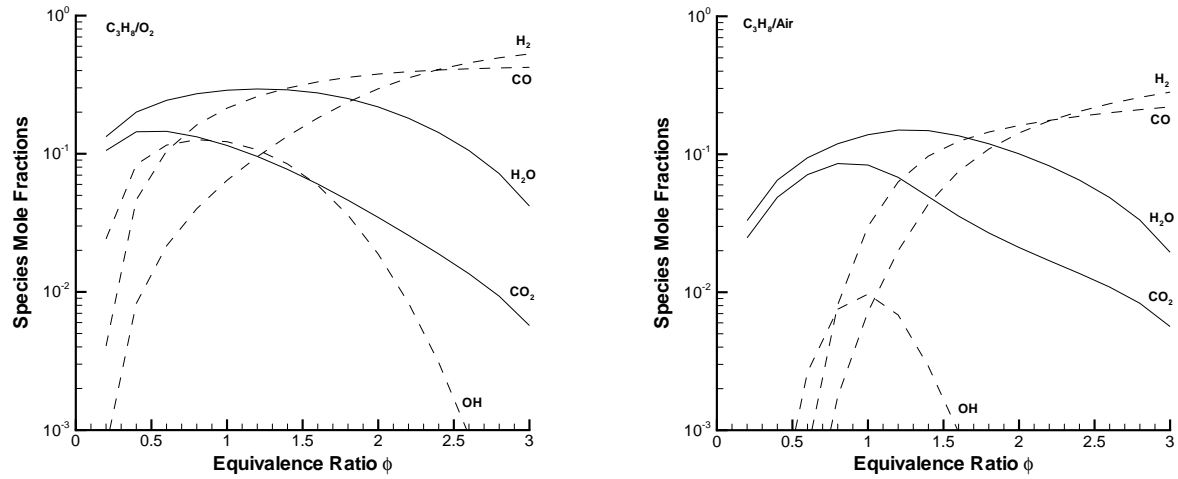 C₃H₈/O₂
Species Mole Fractions
10⁰
10⁻¹
10⁻²
10⁻³
H₂
CO
H₂O
CO₂
OH
0 0.5 1 1.5 2 2.5 3
Equivalence Ratio ϕ
C₃H₈/Air
Species Mole Fractions
10⁰
10⁻¹
10⁻²
10⁻³
H₂
CO
H₂O
CO₂
OH
0 0.5 1 1.5 2 2.5 3
Equivalence Ratio ϕ